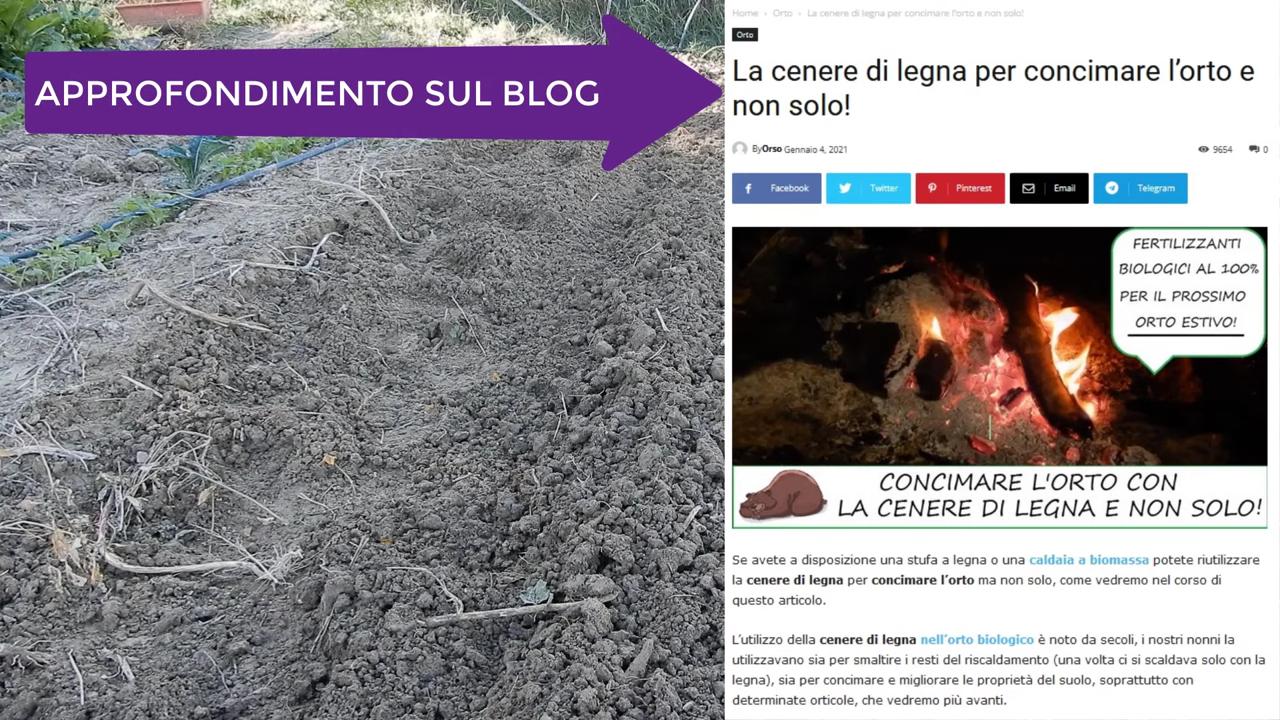 APPROFONDIMENTO SUL BLOG
Home › Orto › La cenere di legna per concimare l'orto e non solo!
Orto
La cenere di legna per concimare l’orto e
non solo!
ByOrso Gennaio 4, 2021
9654
0
Facebook
Twitter
Pinterest
Email
Telegram
FERTILIZZANTI
BIOLOGICI AL 100%
PER IL PROSSIMO
ORTO ESTIVO!
CONCIMARE L'ORTO CON
LA CENERE DI LEGNA E NON SOLO!
Se avete a disposizione una stufa a legna o una caldaia a biomassa potete riutilizzare
la cenere di legna per concimare l’orto ma non solo, come vedremo nel corso di
questo articolo.
L’utilizzo della cenere di legna nell’orto biologico è noto da secoli, i nostri nonni la
utilizzavano sia per smaltire i resti del riscaldamento (una volta ci si scaldava solo con la
legna), sia per concimare e migliorare le proprietà del suolo, soprattutto con
determinate orticole, che vedremo più avanti.